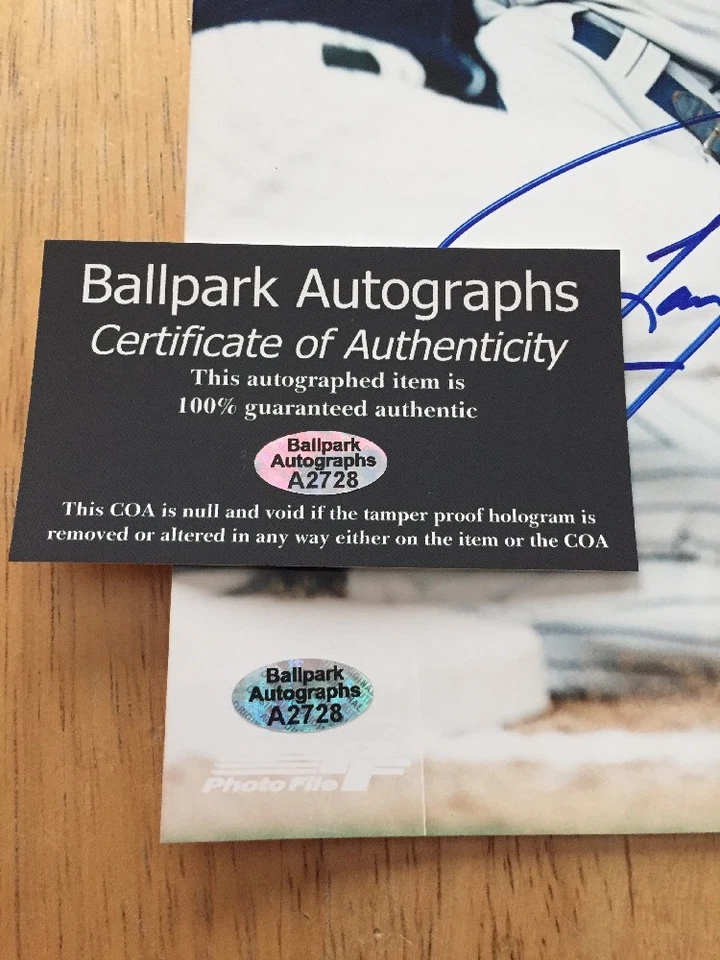 Ballpark Autographs
Certificate of Authenticity
This autographed item is
100% guaranteed authentic
Ballpark
Autographs
A2728
This COA is null and void if the tamper proof hologram is
removed or altered in any way either on the item or the COA
Ballpark
Autographs
A2728
Photo File